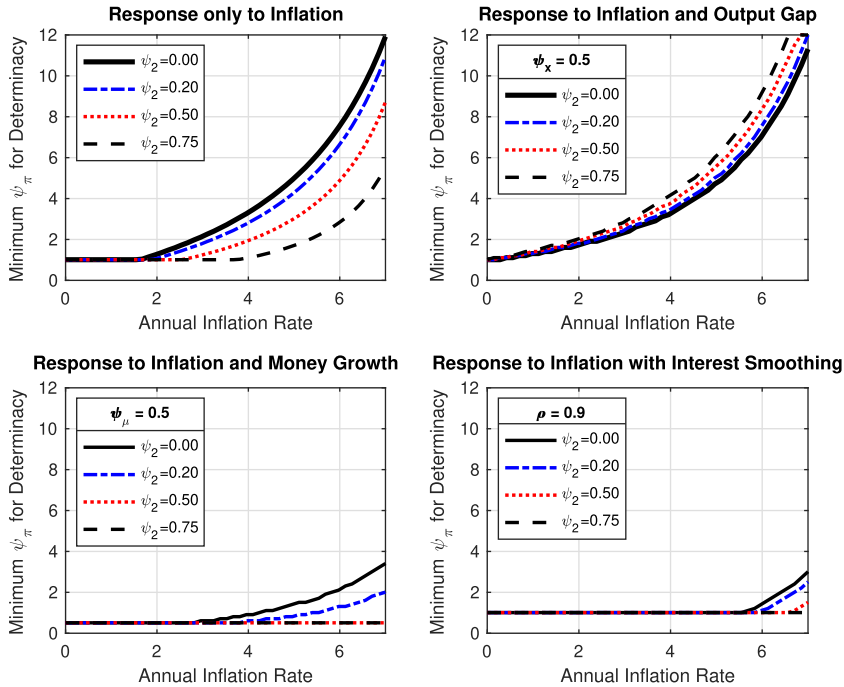 Response only to Inflation
Minimum ψπ for Determinacy
12
10
8
6
4
2
0
ψ2=0.00
ψ2=0.20
ψ2=0.50
ψ2=0.75
0 2 4 6
Annual Inflation Rate
Response to Inflation and Output Gap
Minimum ψπ for Determinacy
12
10
8
6
4
2
0
ψx = 0.5
ψ2=0.00
ψ2=0.20
ψ2=0.50
ψ2=0.75
0 2 4 6
Annual Inflation Rate
Response to Inflation and Money Growth
Minimum ψπ for Determinacy
12
10
8
6
4
2
0
ψμ = 0.5
ψ2=0.00
ψ2=0.20
ψ2=0.50
ψ2=0.75
0 2 4 6
Annual Inflation Rate
Response to Inflation with Interest Smoothing
Minimum ψπ for Determinacy
12
10
8
6
4
2
0
ρ = 0.9
ψ2=0.00
ψ2=0.20
ψ2=0.50
ψ2=0.75
0 2 4 6
Annual Inflation Rate